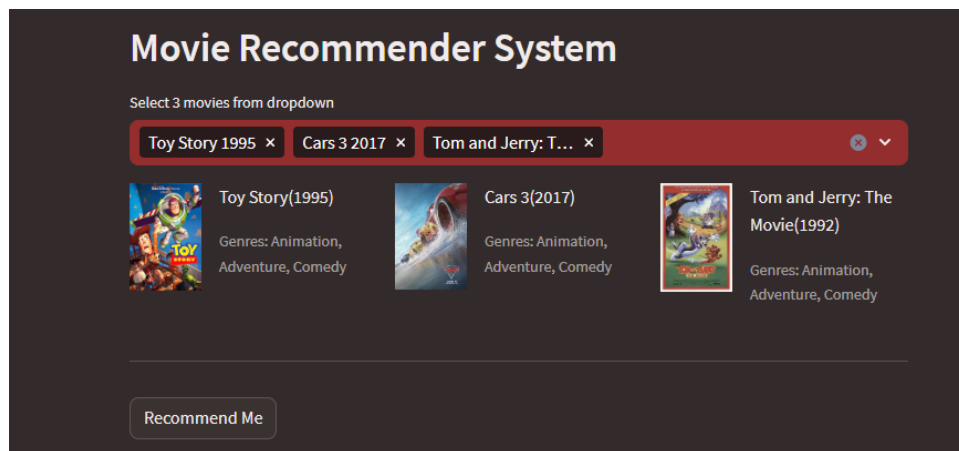 Movie Recommender System
Select 3 movies from dropdown
Toy Story 1995 × Cars 3 2017 × Tom and Jerry: T... ×
Toy Story(1995)
Genres: Animation,
Adventure, Comedy
Cars 3(2017)
Genres: Animation,
Adventure, Comedy
Tom and Jerry: The
Movie(1992)
Genres: Animation,
Adventure, Comedy
TOY
STORY
Recommend Me